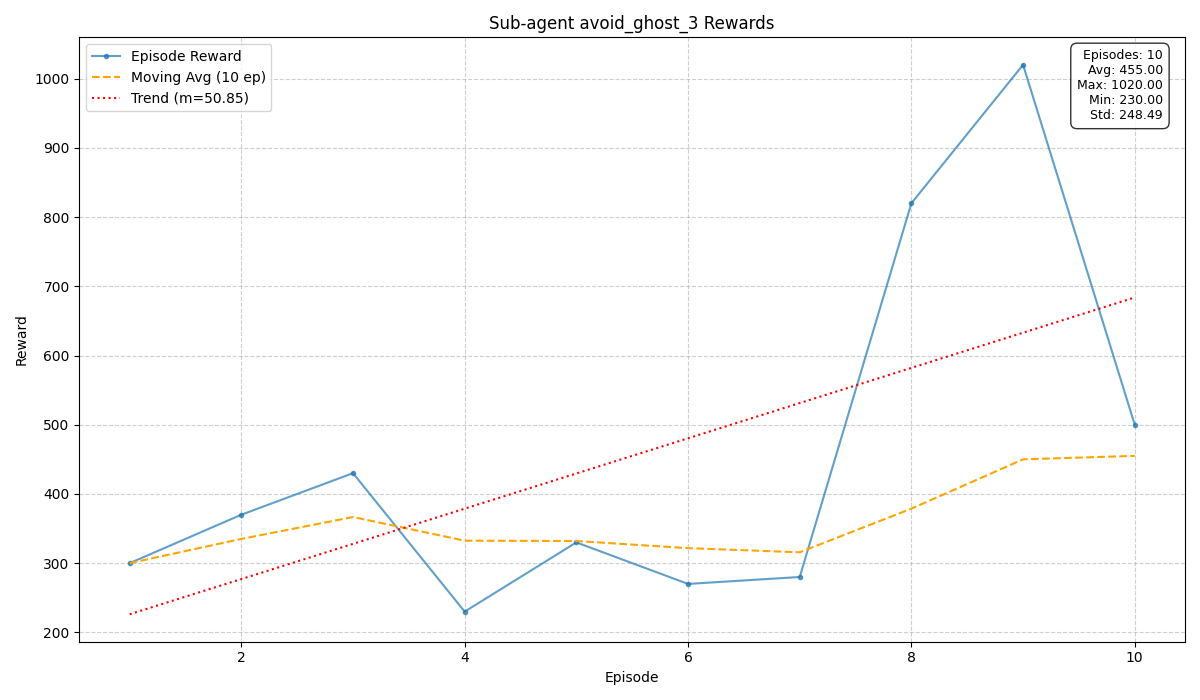 Sub-agent avoid_ghost_3 Rewards
Episode Reward
Moving Avg (10 ep)
Trend (m=50.85)
Episodes: 10
Avg: 455.00
Max: 1020.00
Min: 230.00
Std: 248.49
Reward
1000
900
800
700
600
500
400
300
200
2
4
6
8
10
Episode